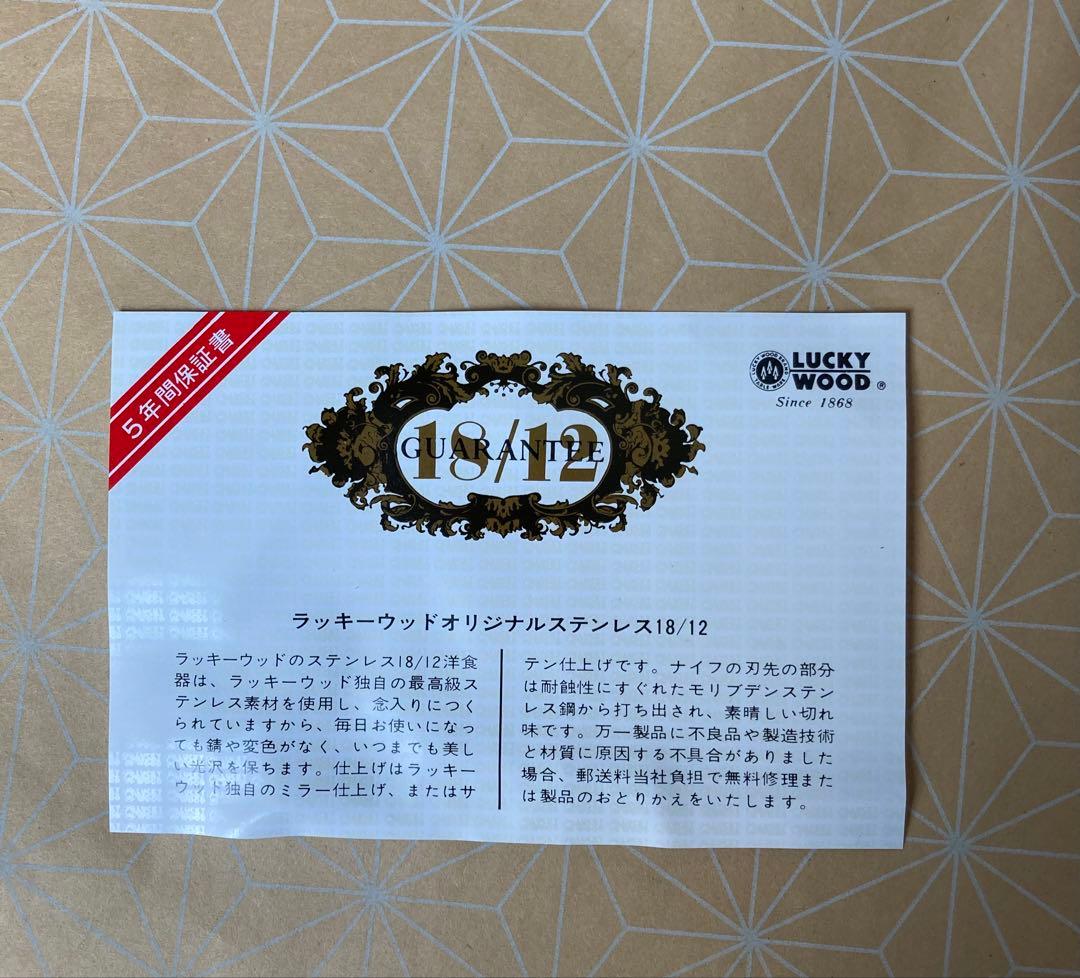 5年間保証書
18/12
GUARANTEE
LUCKY
WOOD ®
Since 1868
ラッキーウッドオリジナルステンレス18/12
ラッキーウッドのステンレス18/12洋食
器は、ラッキーウッド独自の最高級ス
テンレス素材を使用し、念入りにつく
られていますから、毎日お使いになっ
ても錆や変色がなく、いつまでも美し
い光沢を保ちます。仕上げはラッキー
ウッド独自のミラー仕上げ、またはサ
テン仕上げです。ナイフの刃先の部分
は耐蝕性にすぐれたモリブデンステン
レス鋼から打ち出され、素晴しい切れ
味です。万一製品に不良品や製造技術
と材質に原因する不具合がありました
場合、郵送料当社負担で無料修理また
は製品のおとりかえをいたします。